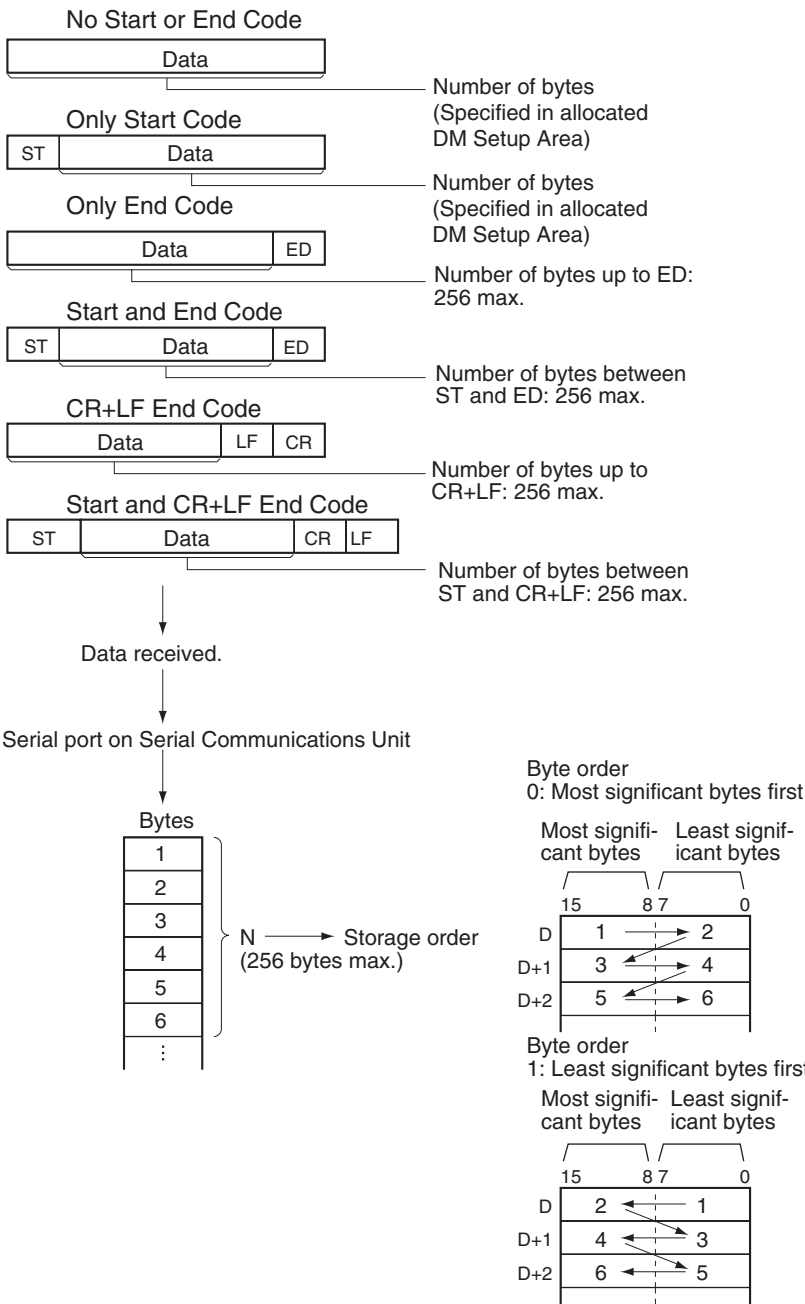 No Start or End Code
Data
Number of bytes
(Specified in allocated
DM Setup Area)
Only Start Code
ST Data
Number of bytes
(Specified in allocated
DM Setup Area)
Only End Code
Data ED
Number of bytes up to ED:
256 max.
Start and End Code
ST Data ED
Number of bytes between
ST and ED: 256 max.
CR+LF End Code
Data LF CR
Number of bytes up to
CR+LF: 256 max.
Start and CR+LF End Code
ST Data CR LF
Number of bytes between
ST and CR+LF: 256 max.
Data received.
Serial port on Serial Communications Unit
Bytes
1
2
3
4
5
6
⋮
N Storage order
(256 bytes max.)
Byte order
0: Most significant bytes first
Most signifi- Least signif-
cant bytes icant bytes
15 8 7 0
D 1 2
D+1 3 4
D+2 5 6
Byte order
1: Least significant bytes first
Most signifi- Least signif-
cant bytes icant bytes
15 8 7 0
D 2 1
D+1 4 3
D+2 6 5